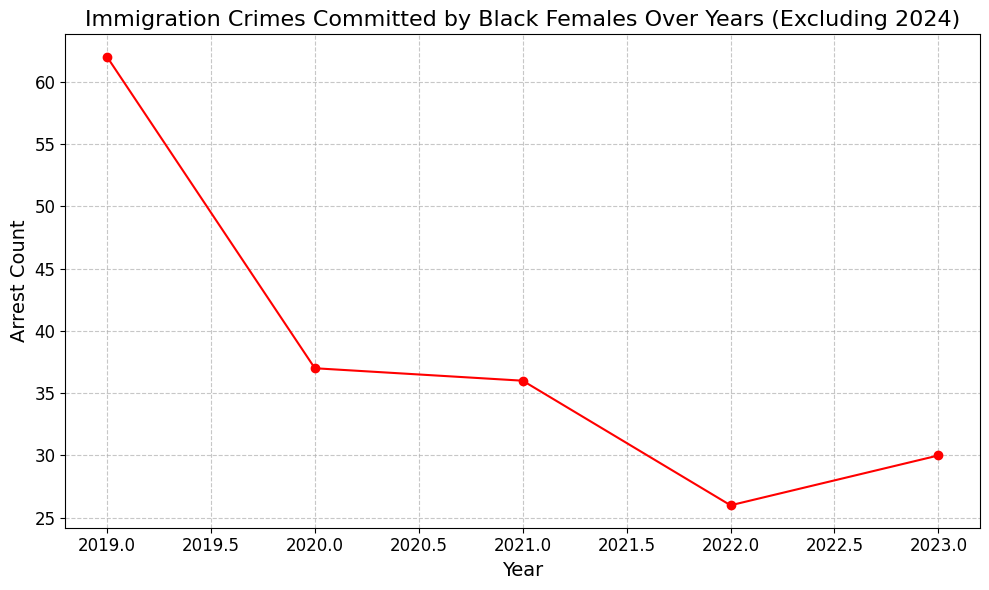 Immigration Crimes Committed by Black Females Over Years (Excluding 2024)
Arrest Count
60
55
50
45
40
35
30
25
2019.0 2019.5 2020.0 2020.5 2021.0 2021.5 2022.0 2022.5 2023.0
Year